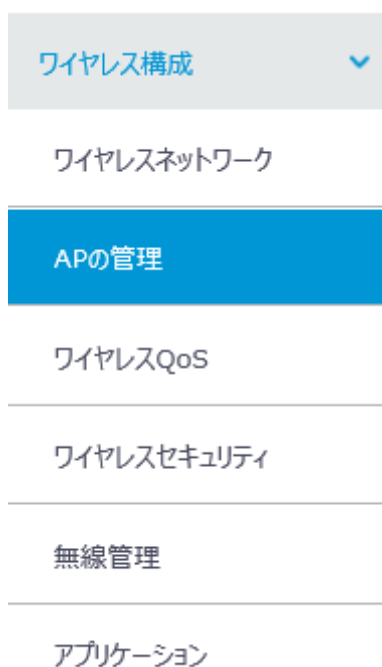 ワイヤレス構成
ワイヤレスネットワーク
APの管理
ワイヤレスQoS
ワイヤレスセキュリティ
無線管理
アプリケーション